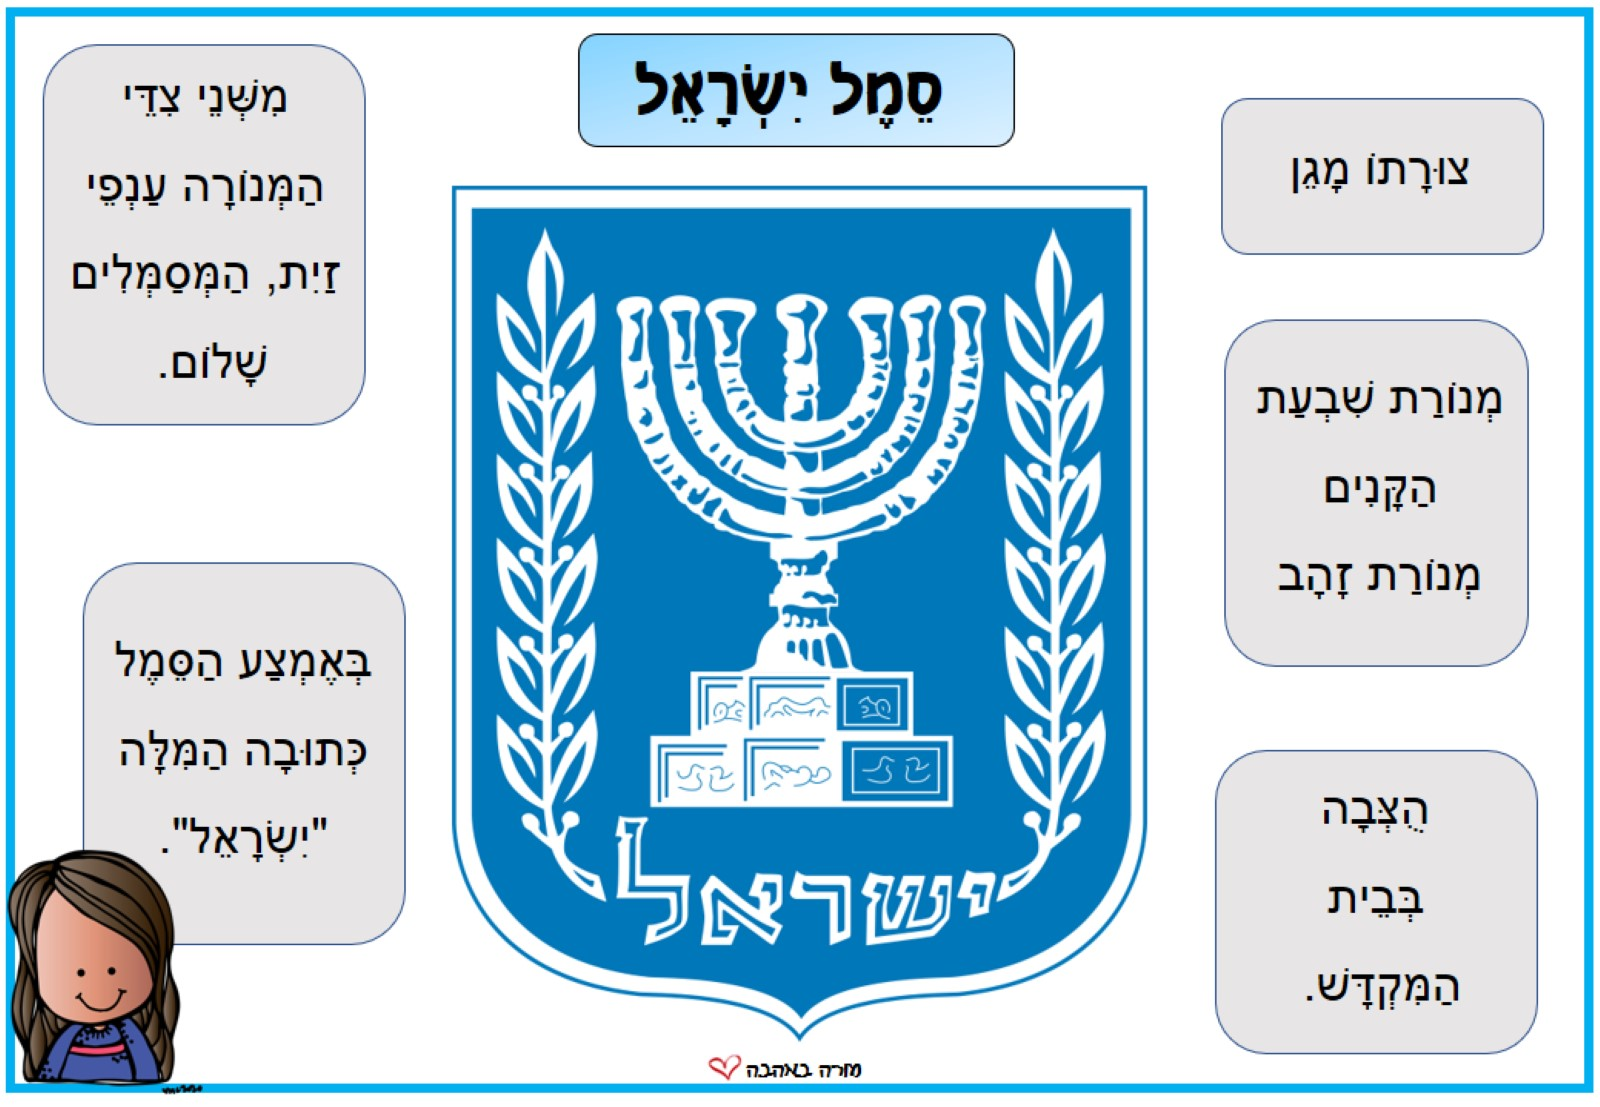 סֵמֶל יִשְׂרָאֵל
צוּרָתוֹ מָגֵן
מְנוֹרַת שִׁבְעַת
הַקָּנִים
מְנוֹרַת זָהָב
הֻצְּבָה
בְּבֵית
הַמִּקְדָּשׁ.
מִשְּׁנֵי צִדֵּי
הַמְּנוֹרָה עַנְפֵי
זַיִת, הַמְּסַמְּלִים
שָׁלוֹם.
בְּאֶמְצַע הַסֵּמֶל
כְּתוּבָה הַמִּלָּה
"יִשְׂרָאֵל".
ישראל
מורה באהבה